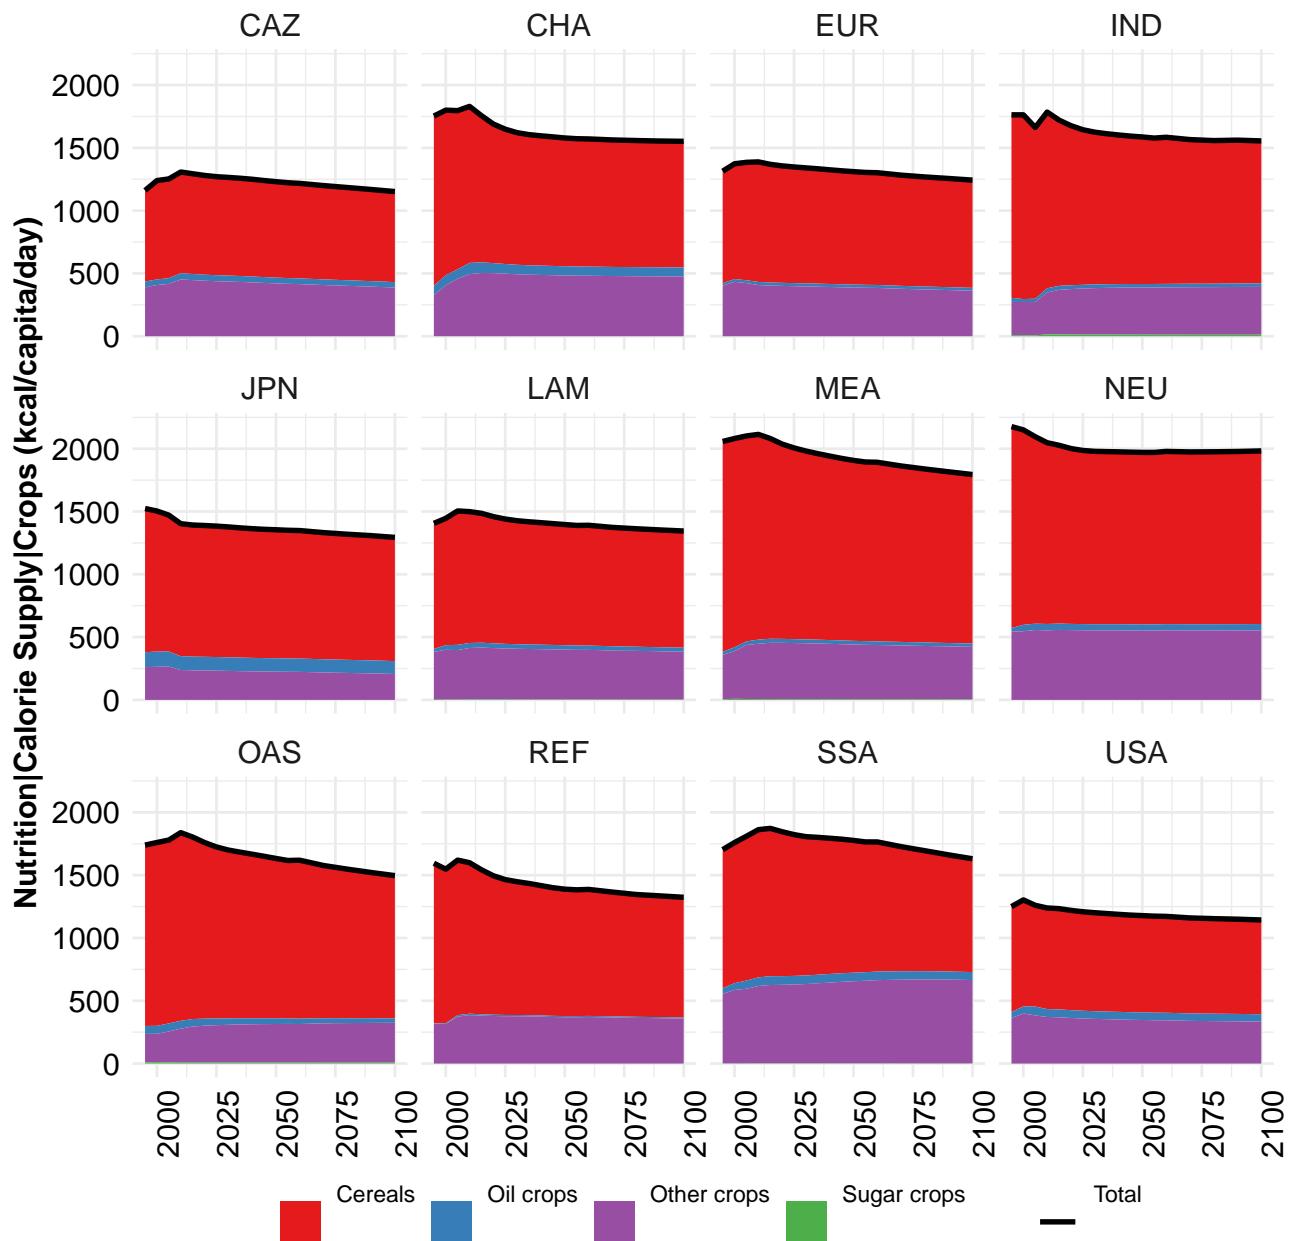 CAZ CHA EUR IND
2000
1500
1000
500
0
JPN LAM MEA NEU
2000
1500
1000
500
0
OAS REF SSA USA
2000
1500
1000
500
0
Nutrition|Calorie Supply|Crops (kcal/capita/day)
2000 2025 2050 2075 2100 2000 2025 2050 2075 2100 2000 2025 2050 2075 2100 2000 2025 2050 2075 2100
Cereals Oil crops Other crops Sugar crops Total